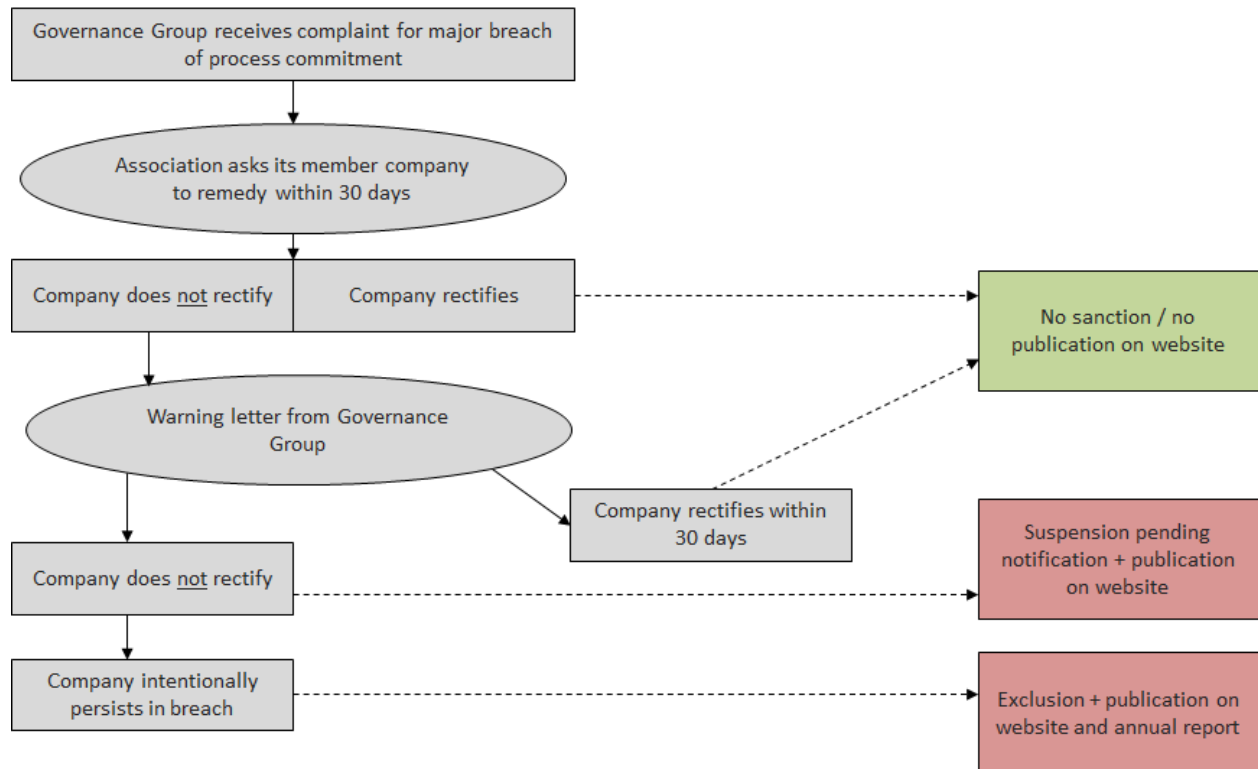 Governance Group receives complaint for major breach
of process commitment
Association asks its member company
to remedy within 30 days
Company does not rectify
Company rectifies
No sanction / no
publication on website
Warning letter from Governance
Group
Company rectifies within
30 days
Suspension pending
notification + publication
on website
Company does not rectify
Company intentionally
persists in breach
Exclusion + publication on
website and annual report